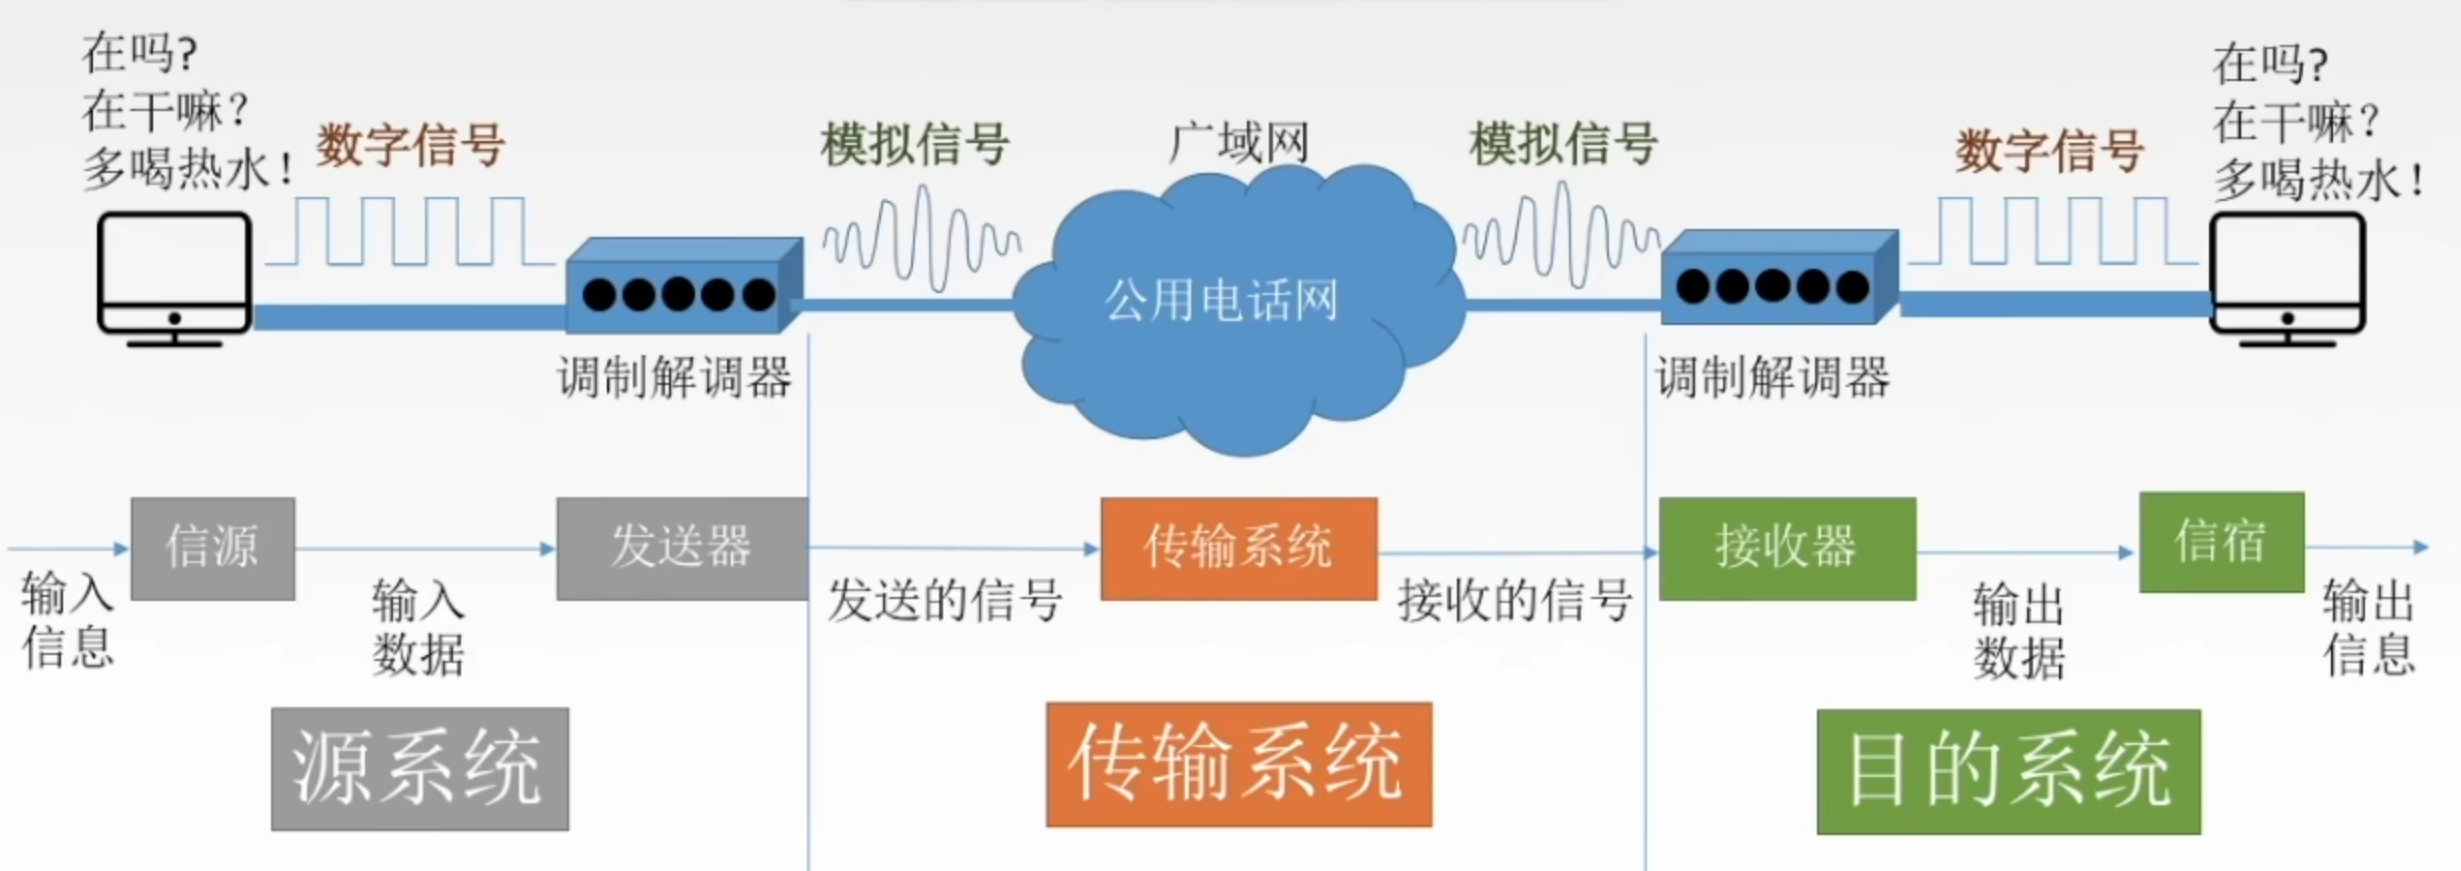 在吗?
在干嘛?
多喝热水!
数字信号
模拟信号
广域网
模拟信号
数字信号
在吗?
在干嘛?
多喝热水!
公用电话网
调制解调器
调制解调器
信源
发送器
传输系统
接收器
信宿
输入
信息
输入
数据
发送的信号
接收的信号
输出
数据
输出
信息
源系统
传输系统
目的系统